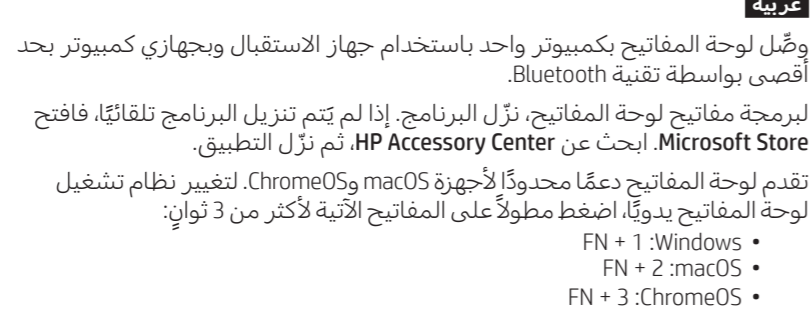 عربية
وصِّل لوحة المفاتيح بكمبيوتر واحد باستخدام جهاز الاستقبال وبجهازي كمبيوتر بحد
أقصى بواسطة تقنية Bluetooth.
لبرمجة مفاتيح لوحة المفاتيح، نزّل البرنامج. إذا لم يَتم تنزيل البرنامج تلقائيًا، فافتح
Microsoft Store. ابحث عن HP Accessory Center، ثم نزّل التطبيق.
تقدم لوحة المفاتيح دعمًا محدودًا لأجهزة macOS وChromeOS. لتغيير نظام تشغيل
لوحة المفاتيح يدويًا، اضغط مطولاً على المفاتيح الآتية لأكثر من 3 ثوانٍ:
• Windows: FN + 1
• macOS: FN + 2
• ChromeOS: FN + 3